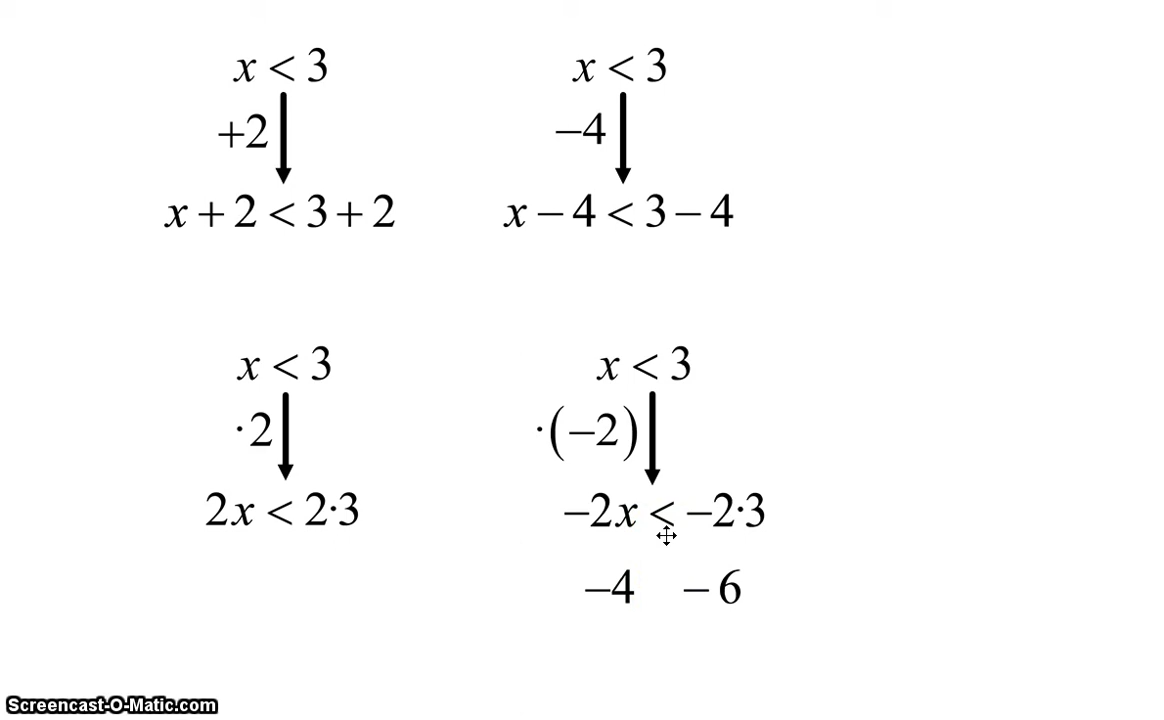 x < 3
+2
x + 2 < 3 + 2
x < 3
−4
x − 4 < 3 − 4
x < 3
·2
2x < 2·3
x < 3
·(−2)
−2x < −2·3
−4 − 6
Screencast-O-Matic.com